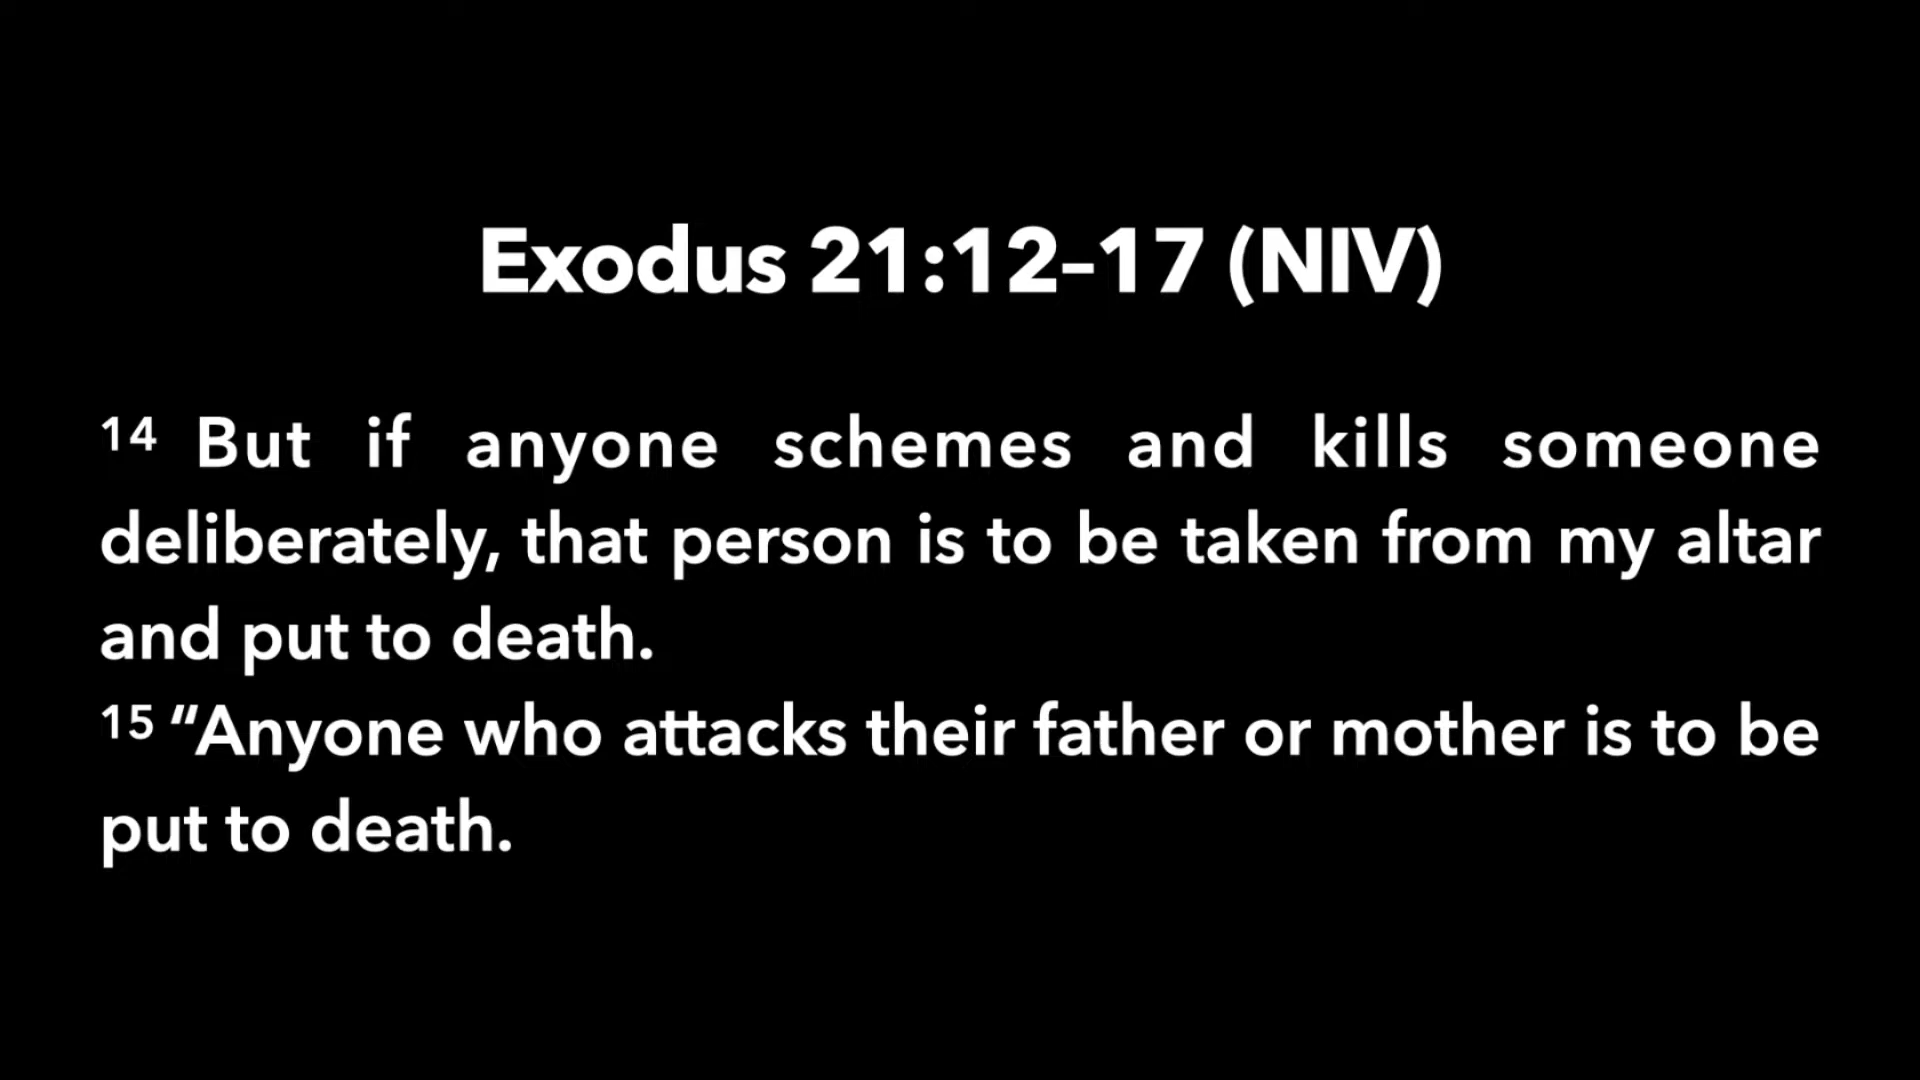 Exodus 21:12–17 (NIV)
14 But if anyone schemes and kills someone
deliberately, that person is to be taken from my altar
and put to death.
15 “Anyone who attacks their father or mother is to be
put to death.